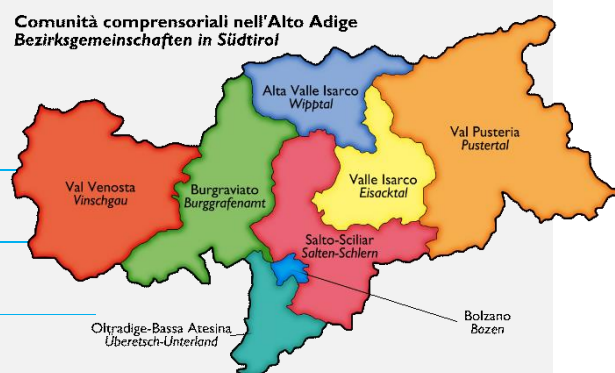 Comunità comprensoriali nell'Alto Adige
Bezirksgemeinschaften in Südtirol
Alta Valle Isarco
Wipptal
Val Pusteria
Pustertal
Val Venosta
Vinschgau
Burgraviato
Burggrafenamt
Valle Isarco
Eisacktal
Salto-Sciliar
Salten-Schlern
Oltradige-Bassa Atesina
Überetsch-Unterland
Bolzano
Bozen